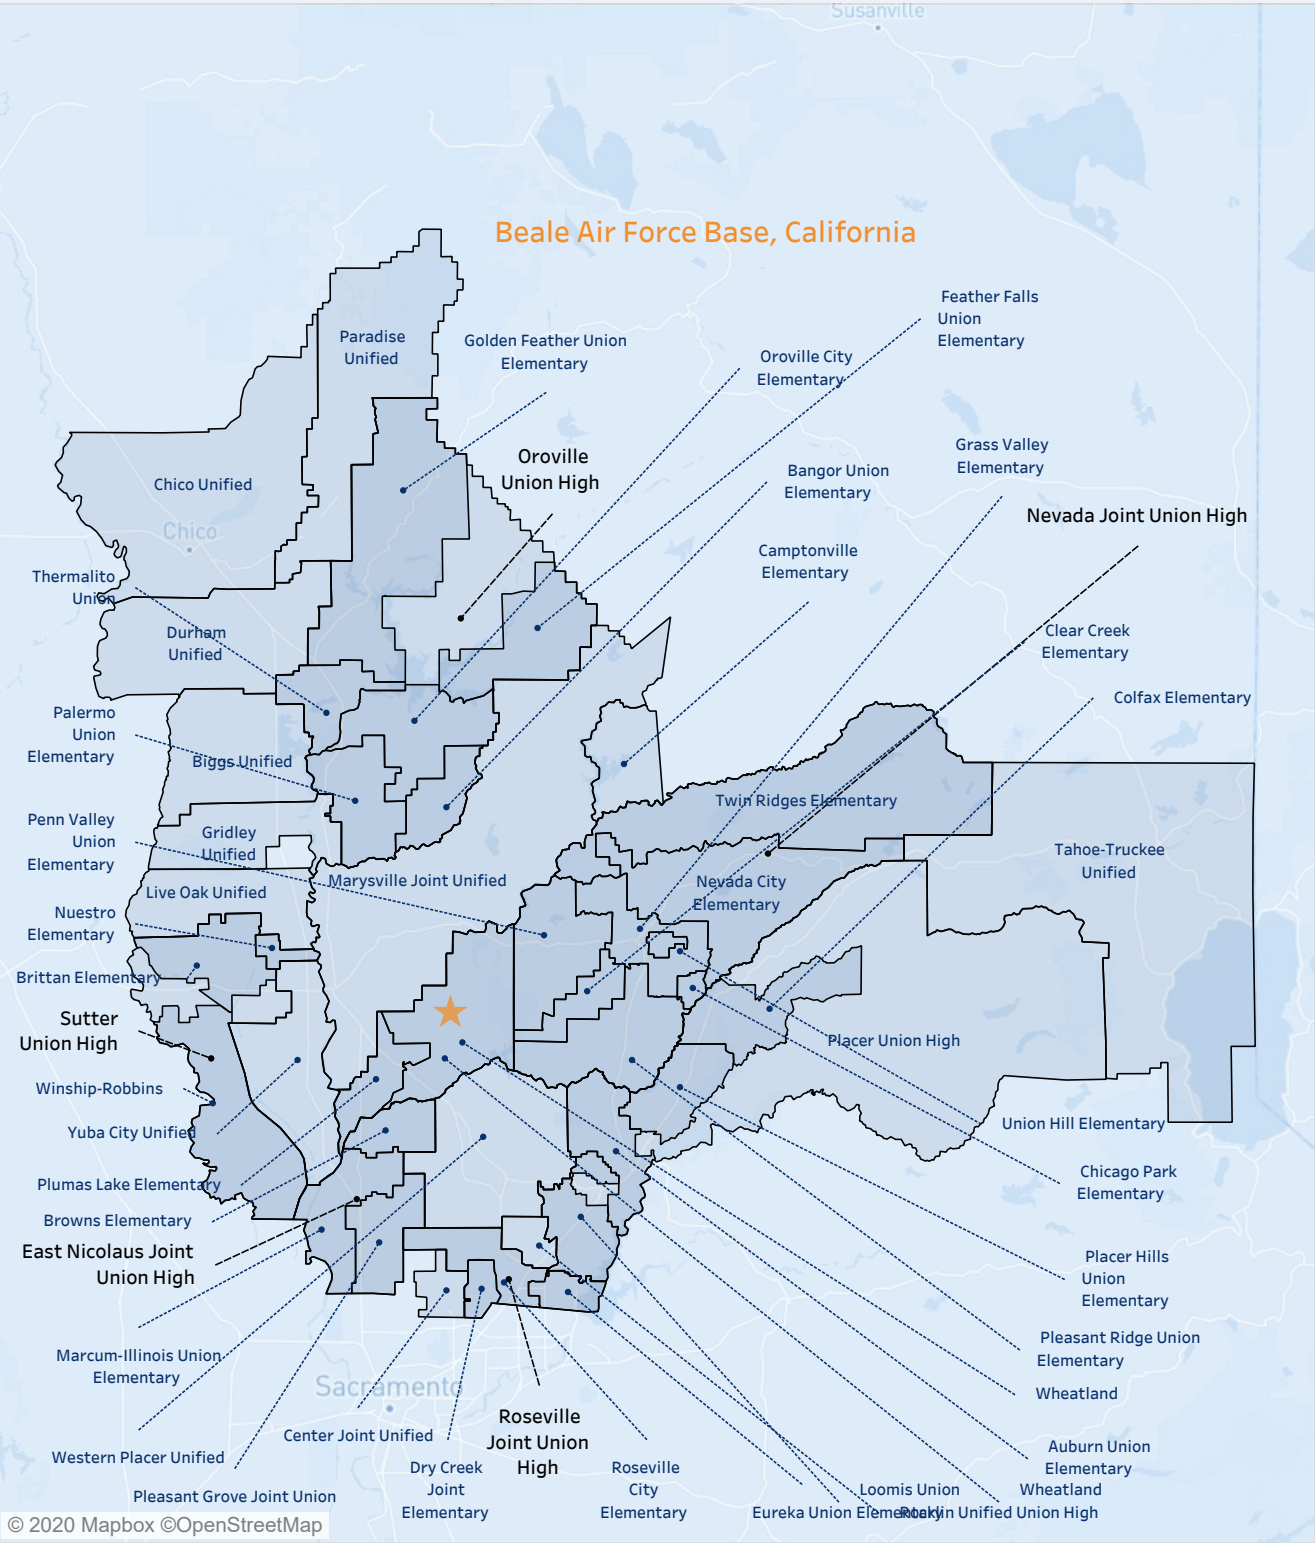 Susanville
Beale Air Force Base, California
Feather Falls
Union
Elementary
Paradise
Unified
Golden Feather Union
Elementary
Oroville City
Elementary
Grass Valley
Elementary
Oroville
Union High
Bangor Union
Elementary
Chico Unified
Nevada Joint Union High
Chico
Camptonville
Elementary
Thermalito
Union
Durham
Unified
Clear Creek
Elementary
Colfax Elementary
Palermo
Union
Elementary
Biggs Unified
Twin Ridges Elementary
Penn Valley
Union
Elementary
Gridley
Unified
Tahoe-Truckee
Unified
Marysville Joint Unified
Nevada City
Elementary
Live Oak Unified
Nuestro
Elementary
Brittan Elementary
Sutter
Union High
Placer Union High
Winship-Robbins
Union Hill Elementary
Yuba City Unified
Chicago Park
Elementary
Plumas Lake Elementary
Browns Elementary
East Nicolaus Joint
Union High
Placer Hills
Union
Elementary
Marcum-Illinois Union
Elementary
Pleasant Ridge Union
Elementary
Sacramento
Wheatland
Roseville
Joint Union
High
Center Joint Unified
Western Placer Unified
Auburn Union
Elementary
Dry Creek
Joint
Elementary
Roseville
City
Elementary
Pleasant Grove Joint Union
Loomis Union
Wheatland
Union High
Eureka Union Elementary
Rocklin Unified
© 2020 Mapbox ©OpenStreetMap